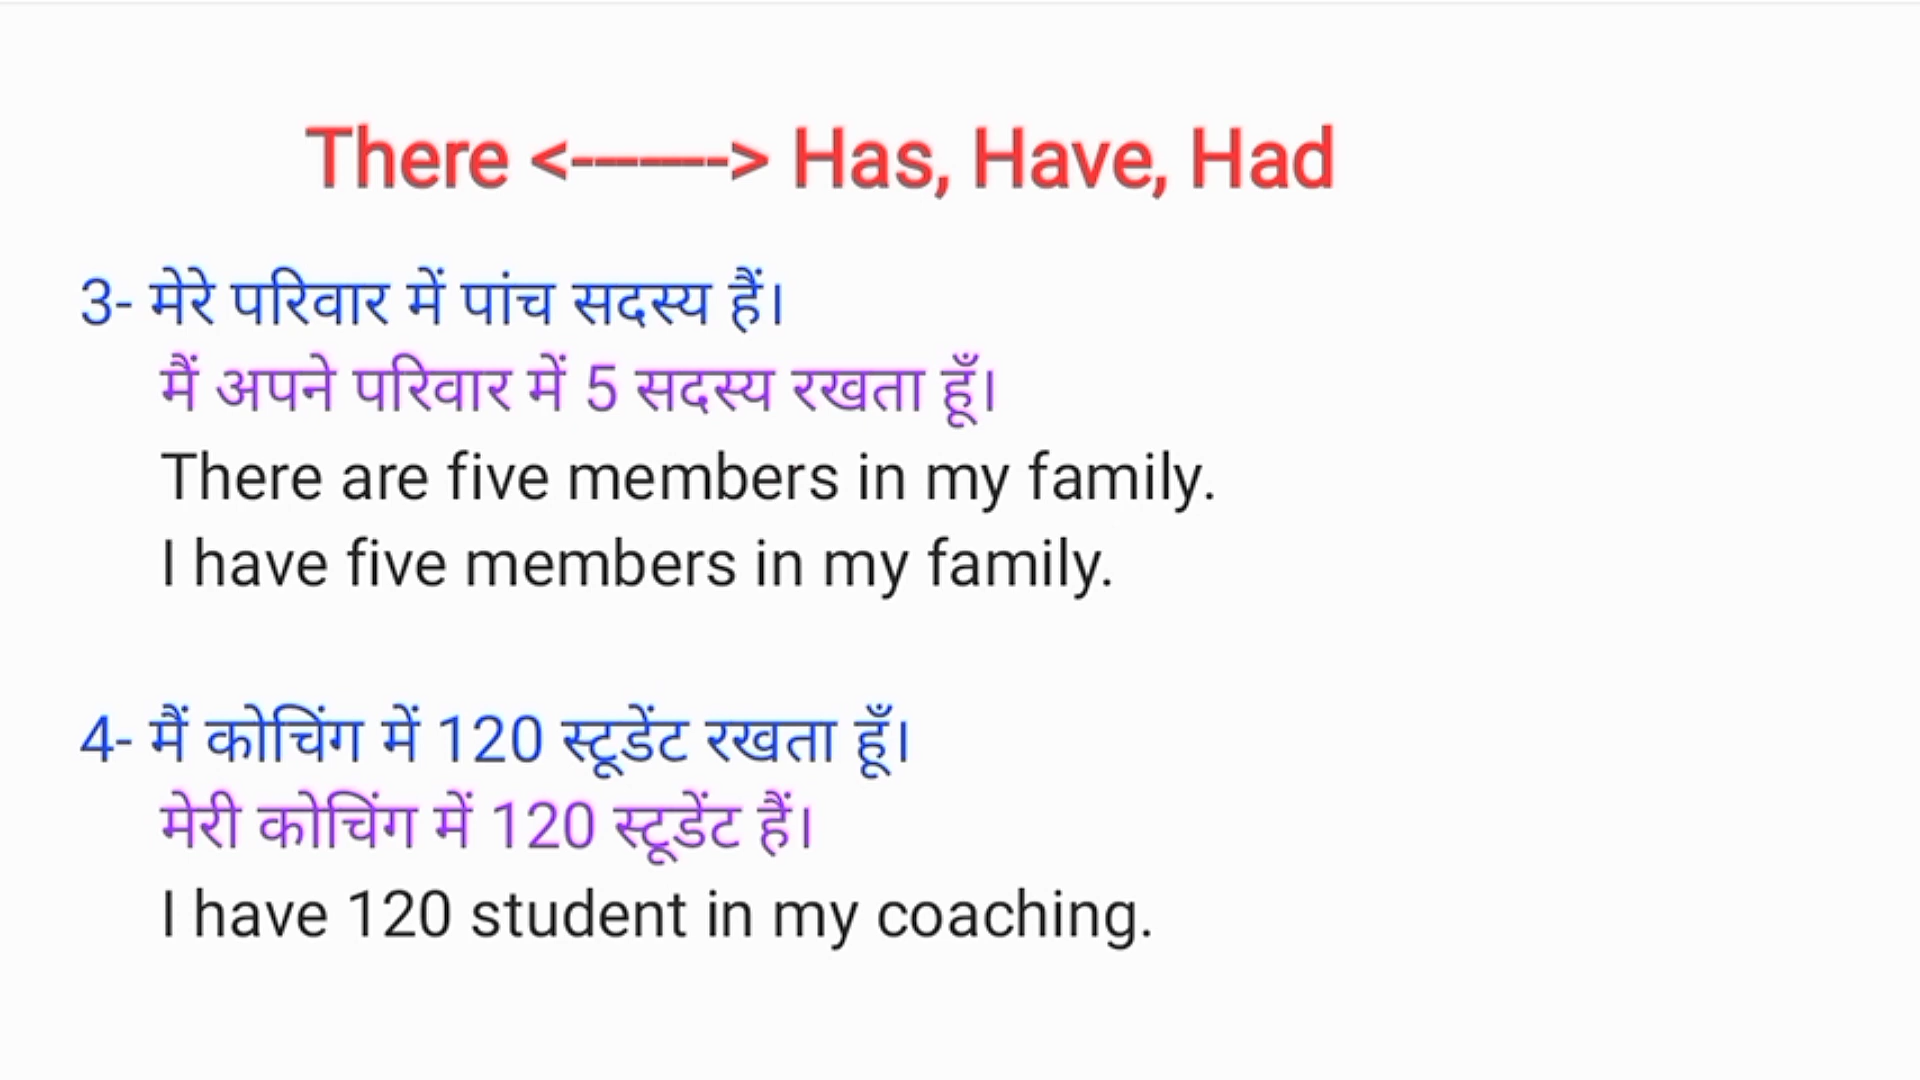 There <------> Has, Have, Had
3- मेरे परिवार में पांच सदस्य हैं।
मैं अपने परिवार में 5 सदस्य रखता हूँ।
There are five members in my family.
I have five members in my family.
4- मैं कोचिंग में 120 स्टूडेंट रखता हूँ।
मेरी कोचिंग में 120 स्टूडेंट हैं।
I have 120 student in my coaching.